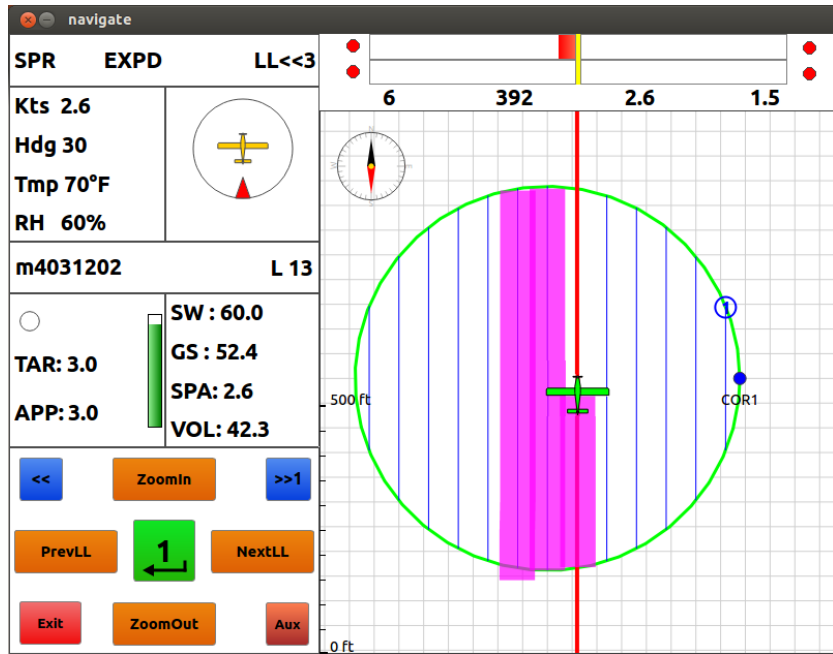 navigate
SPR EXPD LL<<3
6 392 2.6 1.5
Kts 2.6
Hdg 30
Tmp 70°F
RH 60%
m4031202 L 13
TAR: 3.0
APP: 3.0
SW : 60.0
GS : 52.4
SPA: 2.6
VOL: 42.3
<< ZoomIn >>1
PrevLL 1 NextLL
Exit ZoomOut Aux
1
500 ft
COR1
0 ft